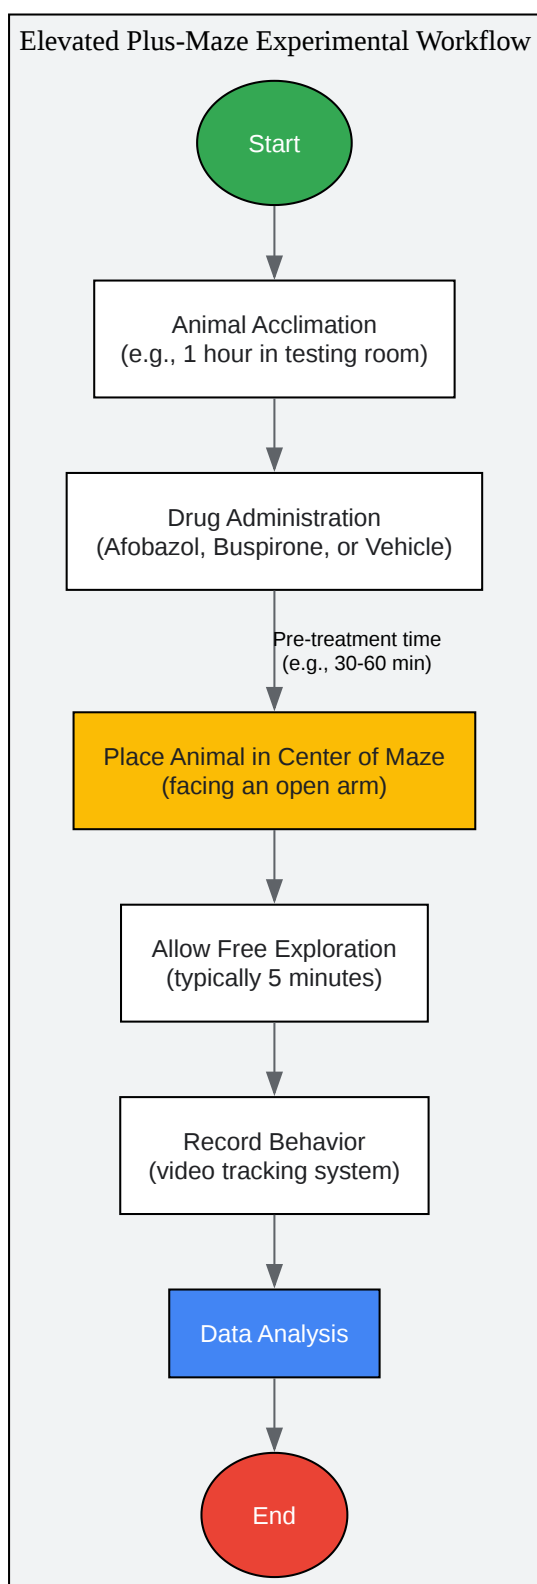 Elevated Plus-Maze Experimental Workflow
Start
Animal Acclimation
(e.g., 1 hour in testing room)
Drug Administration
(Afobazol, Buspirone, or Vehicle)
Pre-treatment time
(e.g., 30-60 min)
Place Animal in Center of Maze
(facing an open arm)
Allow Free Exploration
(typically 5 minutes)
Record Behavior
(video tracking system)
Data Analysis
End